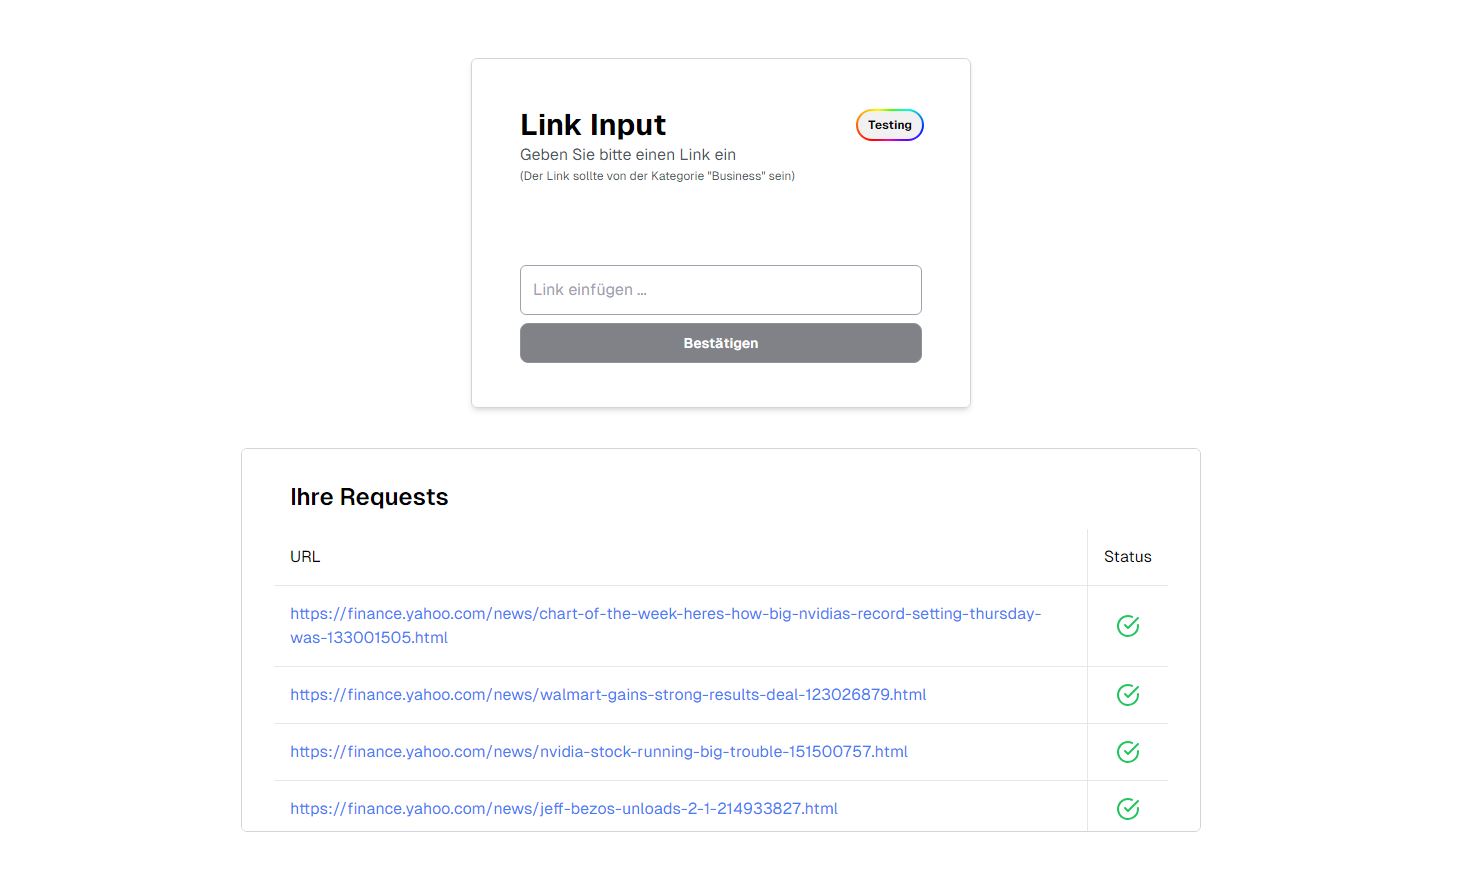 Link Input
Testing
Geben Sie bitte einen Link ein
(Der Link sollte von der Kategorie "Business" sein)
Link einfügen ...
Bestätigen
Ihre Requests
URL
Status
https://finance.yahoo.com/news/chart-of-the-week-heres-how-big-nvidias-record-setting-thursday-
was-133001505.html
https://finance.yahoo.com/news/walmart-gains-strong-results-deal-123026879.html
https://finance.yahoo.com/news/nvidia-stock-running-big-trouble-151500757.html
https://finance.yahoo.com/news/jeff-bezos-unloads-2-1-214933827.html